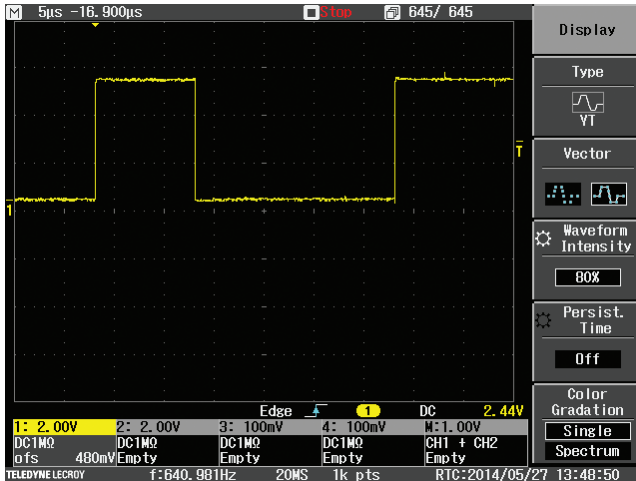 M 5µs -16.900µs Stop 645/ 645
Display
Type
YT
T
Vector
1
Waveform
Intensity
80%
Persist.
Time
Off
Color
Gradation
Single
Spectrum
Edge 1 DC 2.44V
1: 2.00V 2: 2.00V 3: 100mV 4: 100mV M:1.00V
DC1MΩ DC1MΩ DC1MΩ DC1MΩ CH1 + CH2
ofs 480mV Empty Empty Empty Empty
TELEDYNE LECROY f:640.981Hz 20MS 1k pts RTC:2014/05/27 13:48:50